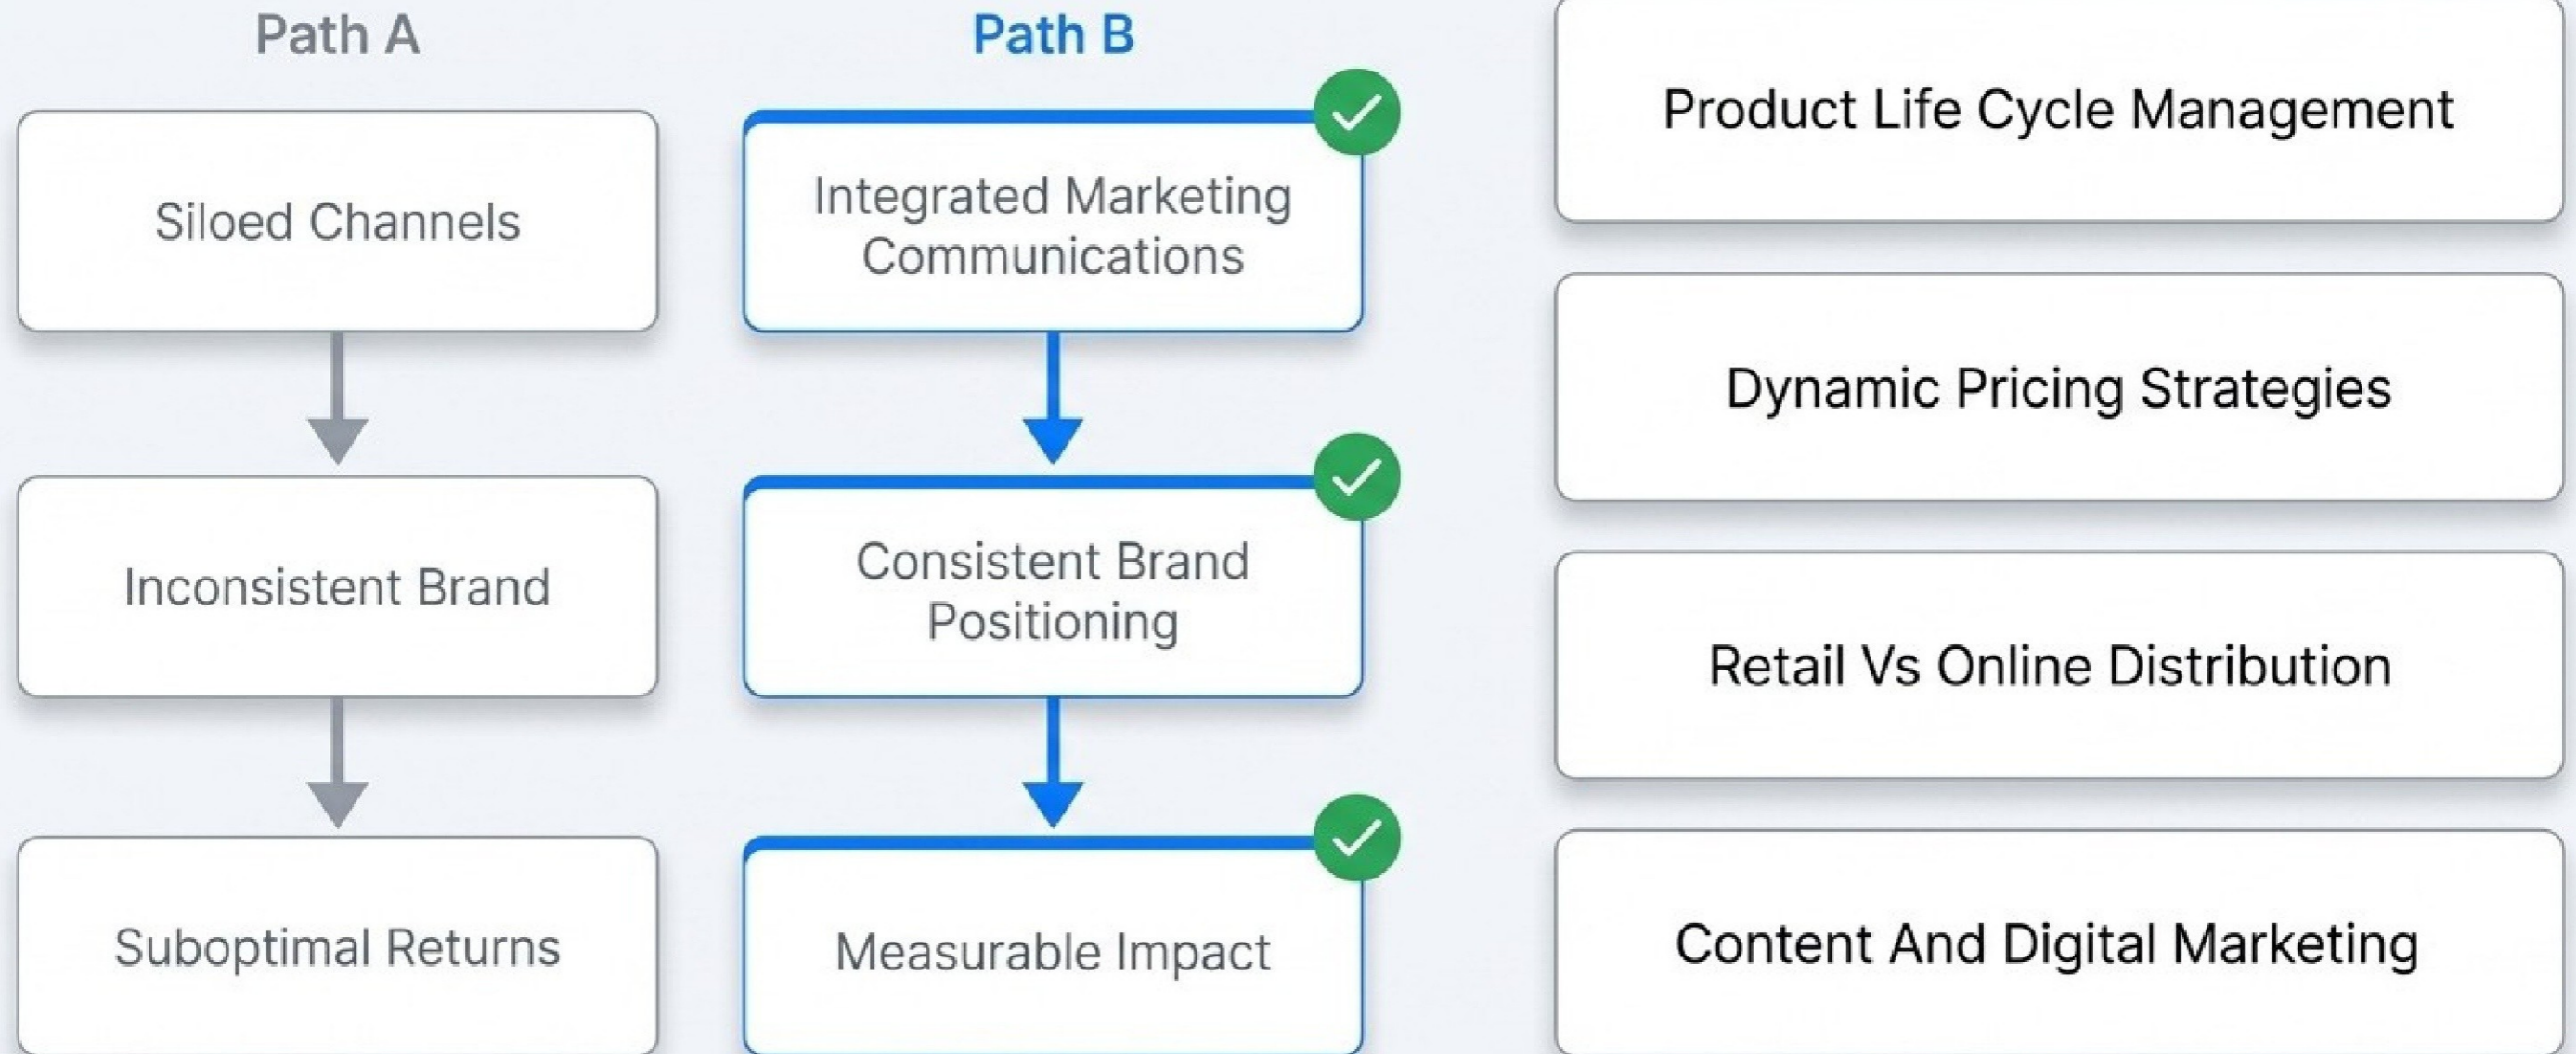 Path A
Siloed Channels
Inconsistent Brand
Suboptimal Returns
Path B
Integrated Marketing
Communications
Consistent Brand
Positioning
Measurable Impact
Product Life Cycle Management
Dynamic Pricing Strategies
Retail Vs Online Distribution
Content And Digital Marketing